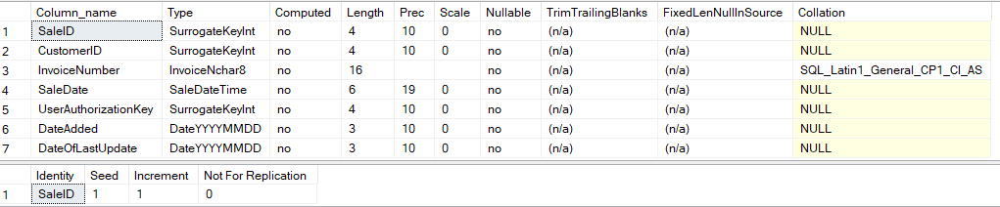 Column_name Type Computed Length Prec Scale Nullable TrimTrailingBlanks FixedLenNullInSource Collation
1 SaleID SurrogateKeyInt no 4 10 0 no (n/a) (n/a) NULL
2 CustomerID SurrogateKeyInt no 4 10 0 no (n/a) (n/a) NULL
3 InvoiceNumber InvoiceNchar8 no 16 no (n/a) (n/a) SQL_Latin1_General_CP1_CI_AS
4 SaleDate SaleDateTime no 6 19 0 no (n/a) (n/a) NULL
5 UserAuthorizationKey SurrogateKeyInt no 4 10 0 no (n/a) (n/a) NULL
6 DateAdded DateYYYYMMDD no 3 10 0 no (n/a) (n/a) NULL
7 DateOfLastUpdate DateYYYYMMDD no 3 10 0 no (n/a) (n/a) NULL
Identity Seed Increment Not For Replication
1 SaleID 1 1 0